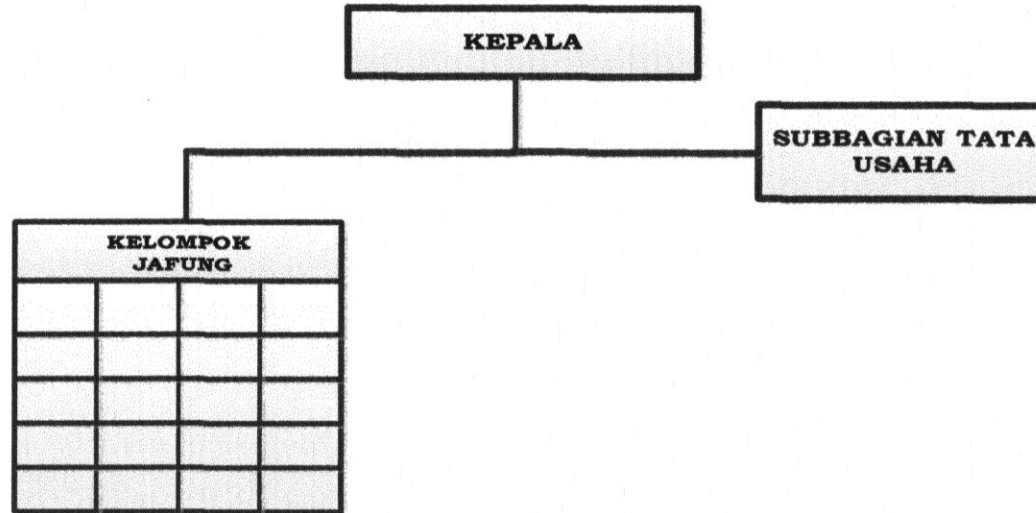 KEPALA
SUBBAGIAN TATA
USAHA
KELOMPOK
JAFUNG